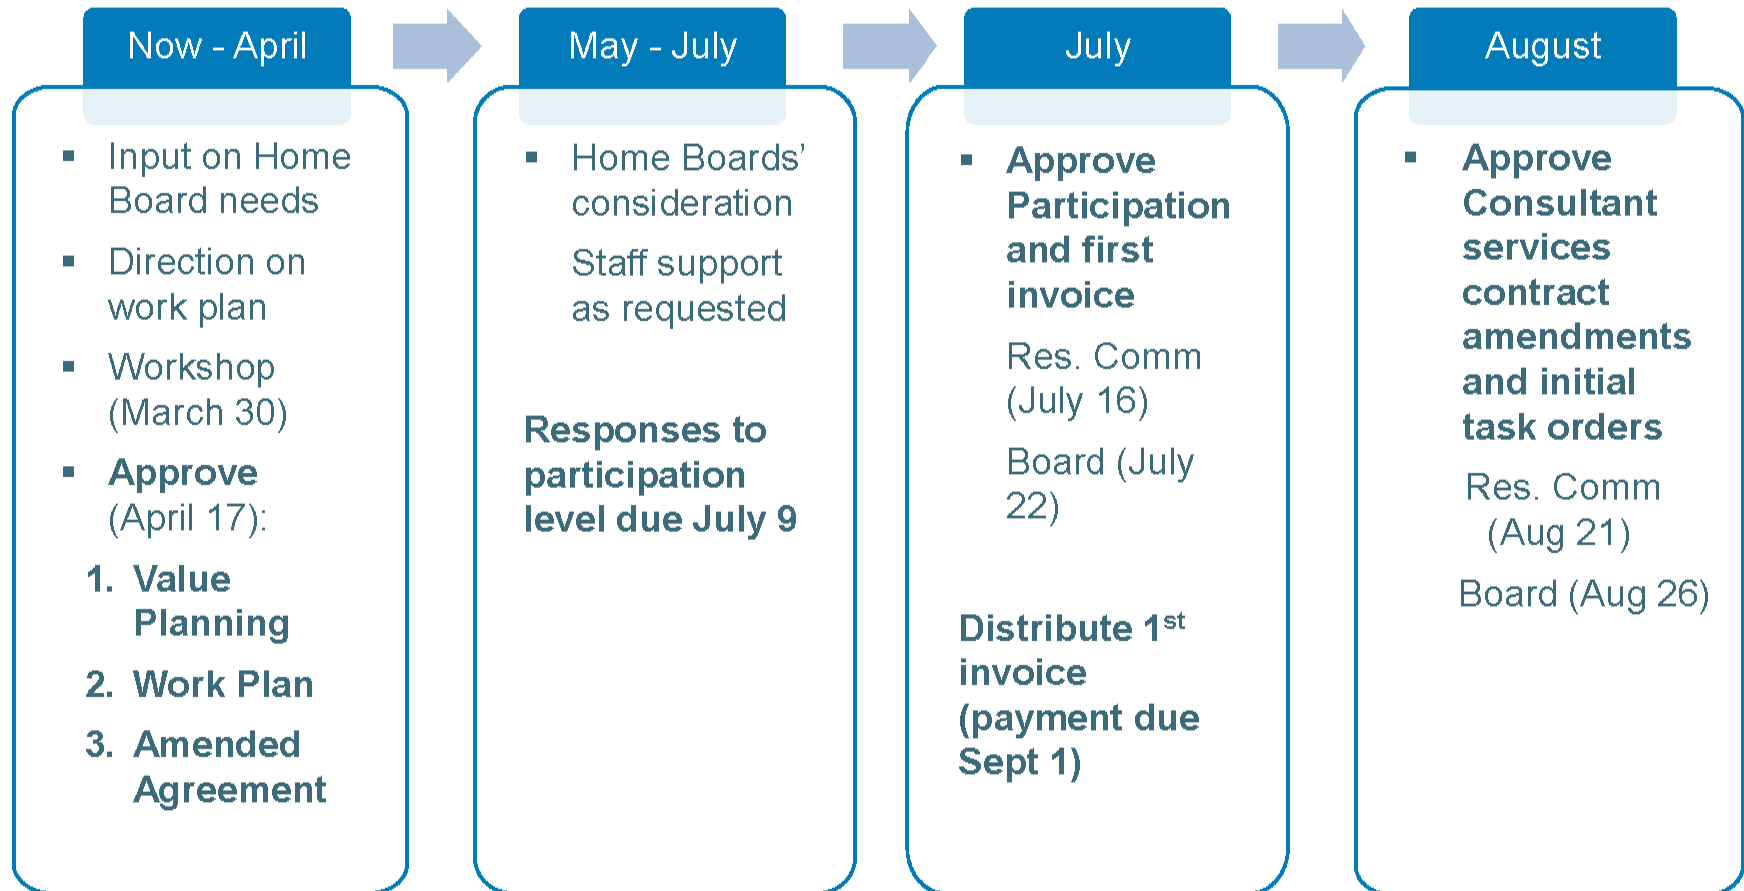 Now - April
▪ Input on Home
Board needs
▪ Direction on
work plan
▪ Workshop
(March 30)
▪ Approve
(April 17):
1. Value
Planning
2. Work Plan
3. Amended
Agreement
May - July
▪ Home Boards’
consideration
Staff support
as requested
Responses to
participation
level due July 9
July
▪ Approve
Participation
and first
invoice
Res. Comm
(July 16)
Board (July
22)
Distribute 1st
invoice
(payment due
Sept 1)
August
▪ Approve
Consultant
services
contract
amendments
and initial
task orders
Res. Comm
(Aug 21)
Board (Aug 26)